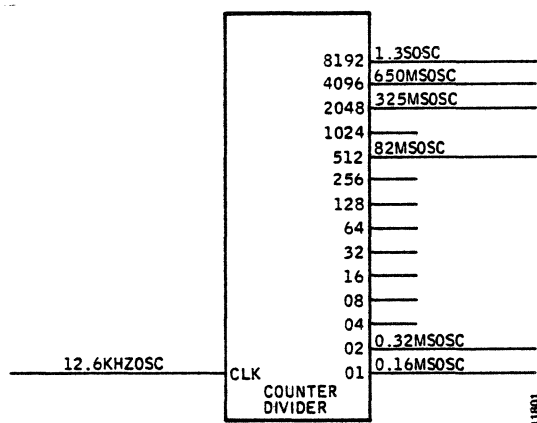 8192 1.3SOSC
4096 650MSOSC
2048 325MSOSC
1024
512 82MSOSC
256
128
64
32
16
08
04
02 0.32MSOSC
12.6KHZOSC CLK 01 0.16MSOSC
COUNTER
DIVIDER